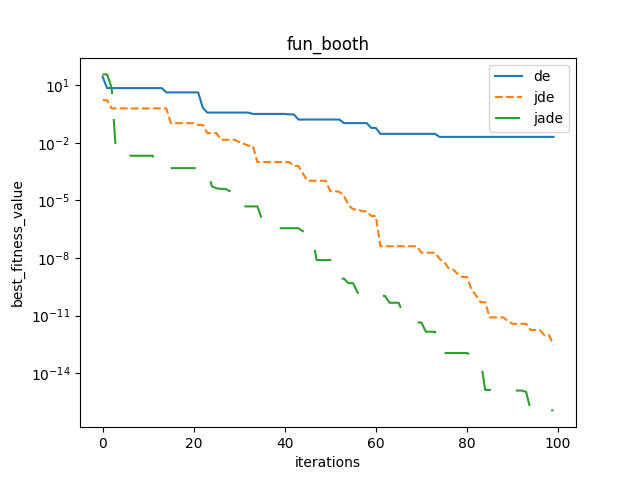 fun_booth
best_fitness_value
10^1
10^-2
10^-5
10^-8
10^-11
10^-14
de
jde
jade
0 20 40 60 80 100
iterations